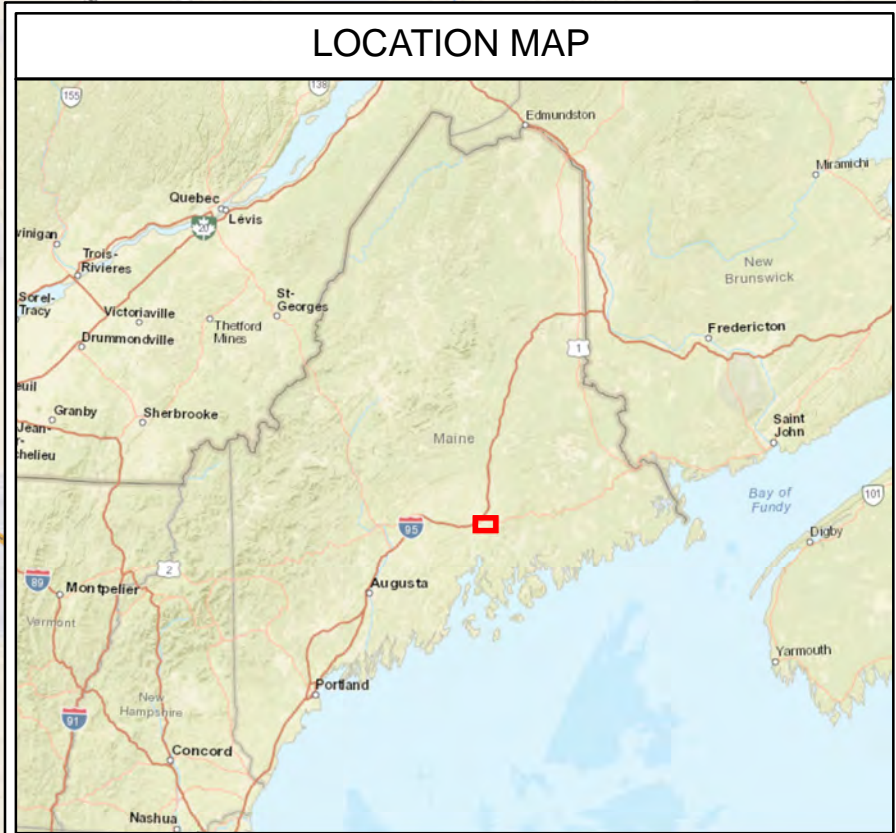 LOCATION MAP
155
138
Edmundston
Miramichi
Quebec
Lévis
20
vinigan
Trois-
Rivieres
New
Brunswick
Sorel-
Tracy
Victoriaville
St-
Georges
Thetford
Mines
Drummondville
Fredericton
1
euil
Granby
Sherbrooke
Saint
John
Jean-
r-
chelieu
Maine
Bay of
Fundy
101
95
Digby
2
89
Montpelier
Augusta
Vermont
Yarmouth
Portland
New
Hampshire
91
Concord
Nashua